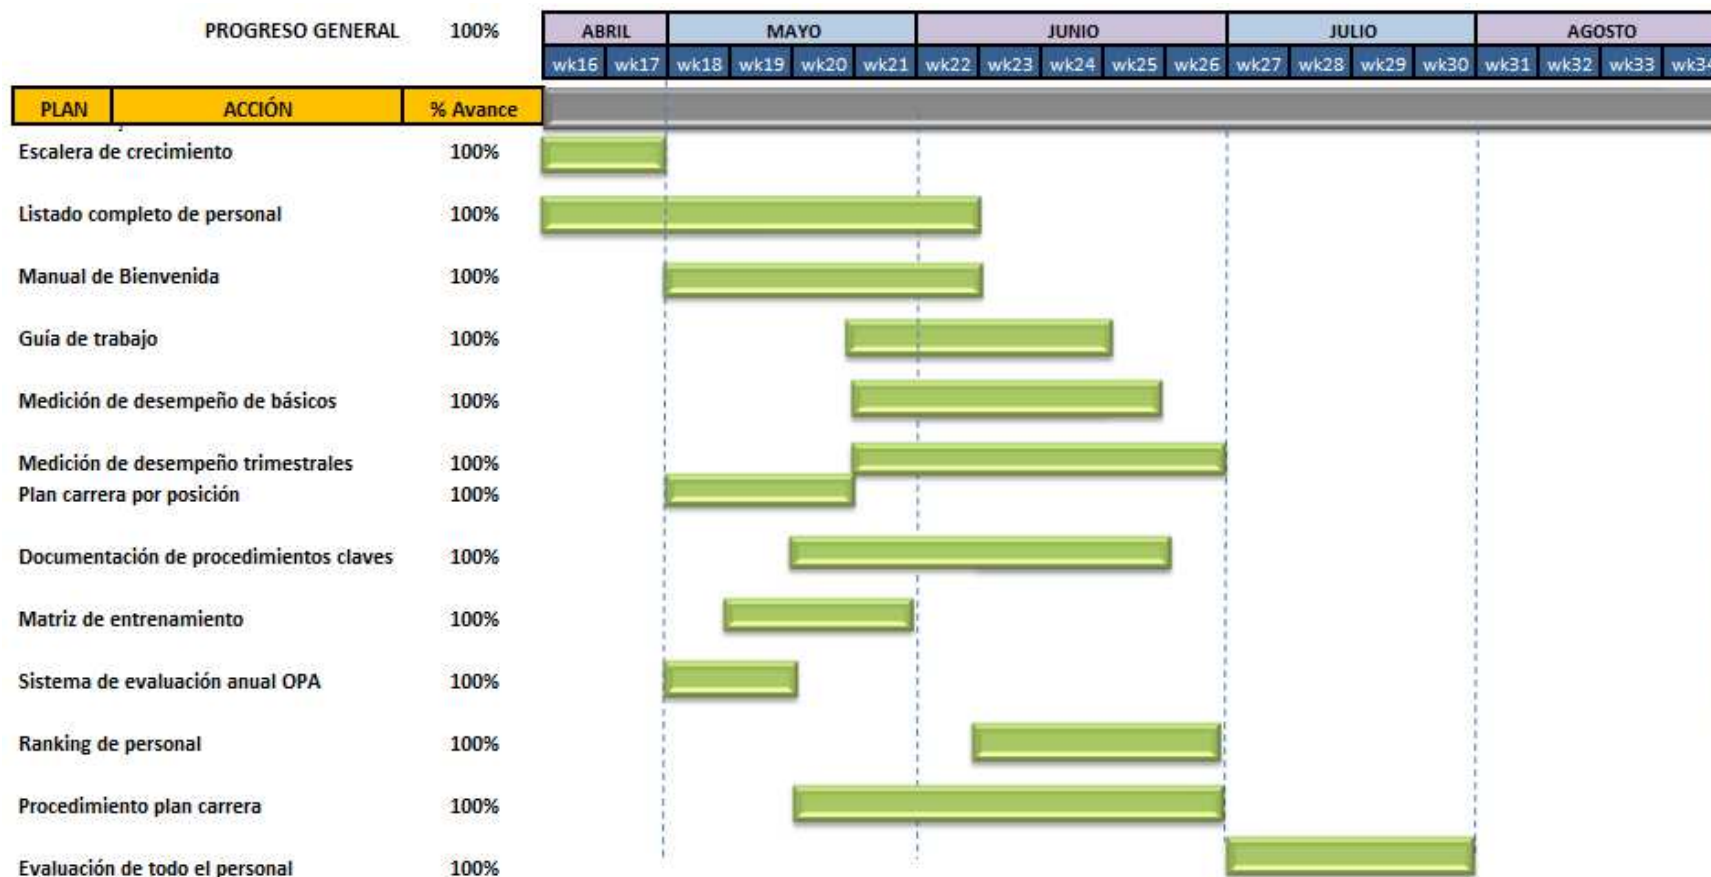 PROGRESO GENERAL 100% ABRIL MAYO JUNIO JULIO AGOSTO
wk16 wk17 wk18 wk19 wk20 wk21 wk22 wk23 wk24 wk25 wk26 wk27 wk28 wk29 wk30 wk31 wk32 wk33 wk34
PLAN ACCIÓN % Avance
Escalera de crecimiento 100%
Listado completo de personal 100%
Manual de Bienvenida 100%
Guía de trabajo 100%
Medición de desempeño de básicos 100%
Medición de desempeño trimestrales 100%
Plan carrera por posición 100%
Documentación de procedimientos claves 100%
Matriz de entrenamiento 100%
Sistema de evaluación anual OPA 100%
Ranking de personal 100%
Procedimiento plan carrera 100%
Evaluación de todo el personal 100%